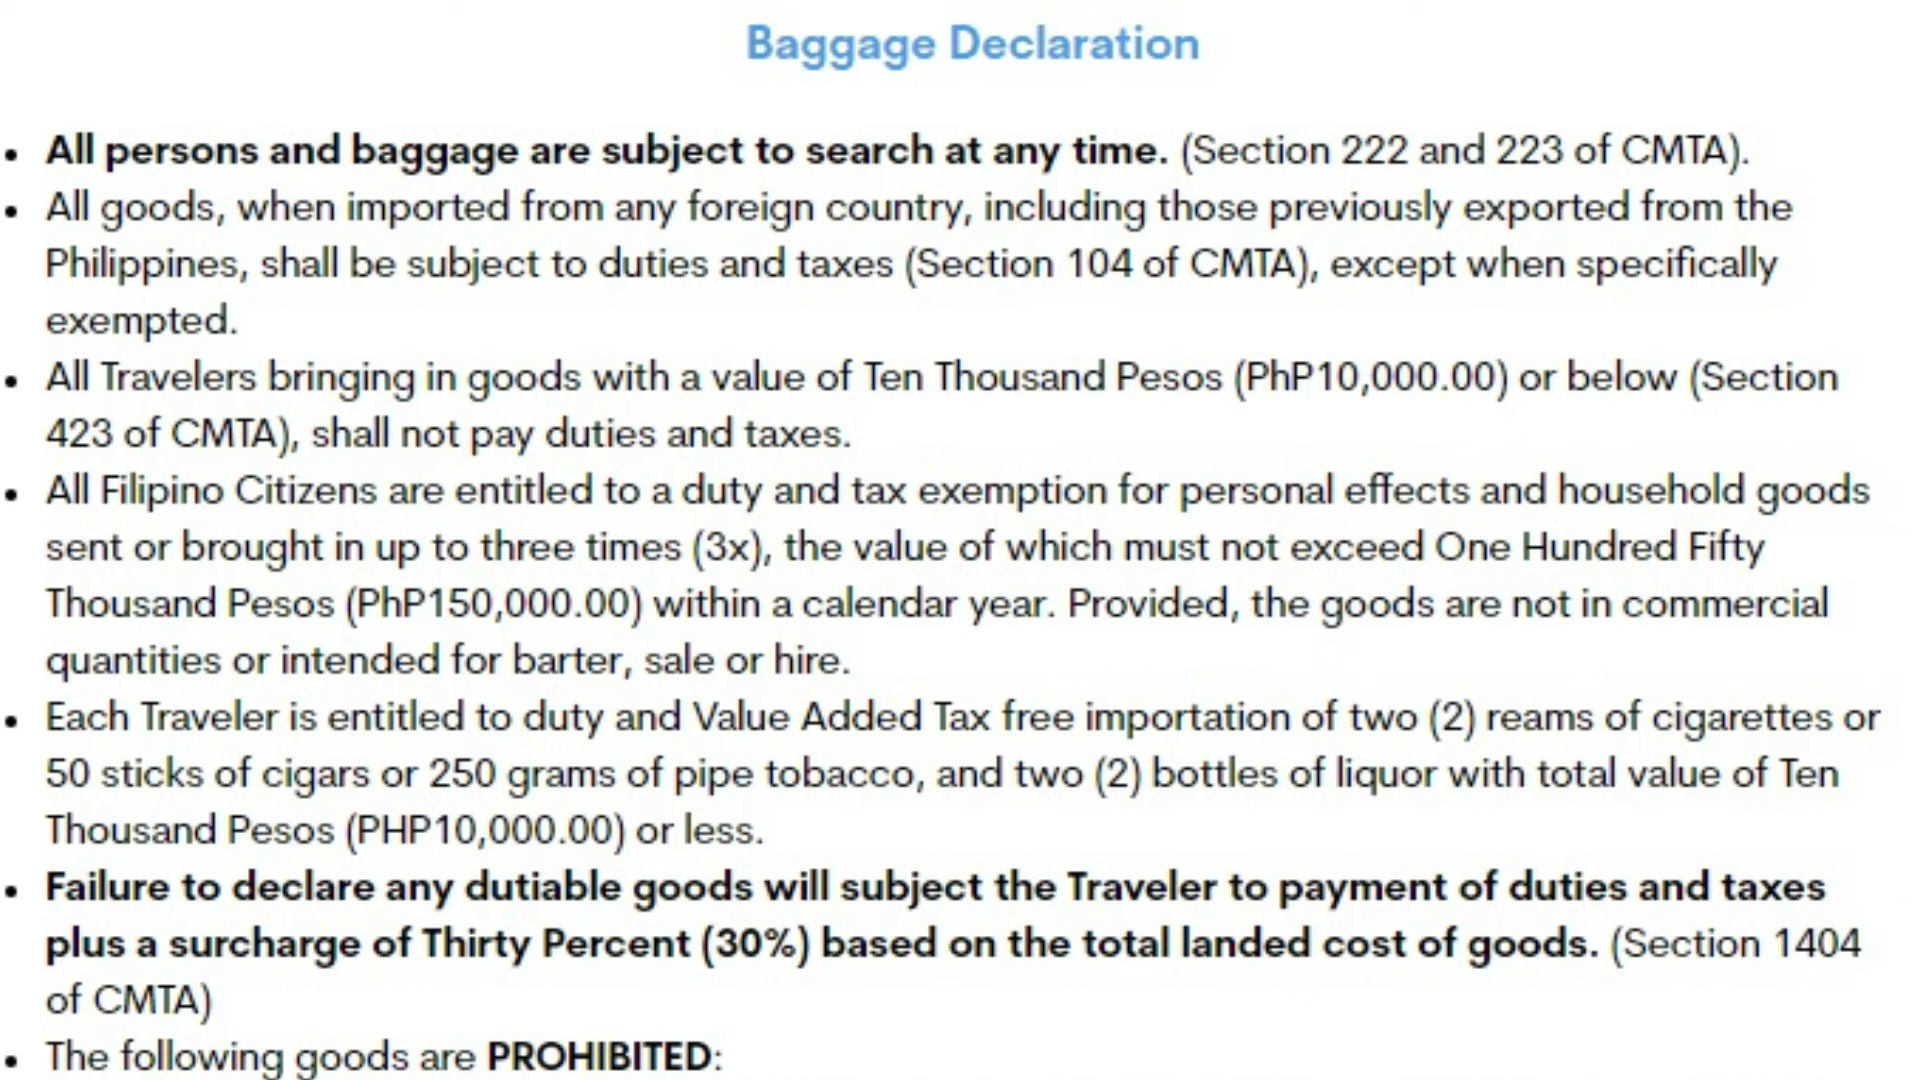 Baggage Declaration
• All persons and baggage are subject to search at any time. (Section 222 and 223 of CMTA).
• All goods, when imported from any foreign country, including those previously exported from the
Philippines, shall be subject to duties and taxes (Section 104 of CMTA), except when specifically
exempted.
• All Travelers bringing in goods with a value of Ten Thousand Pesos (PhP10,000.00) or below (Section
423 of CMTA), shall not pay duties and taxes.
• All Filipino Citizens are entitled to a duty and tax exemption for personal effects and household goods
sent or brought in up to three times (3x), the value of which must not exceed One Hundred Fifty
Thousand Pesos (PhP150,000.00) within a calendar year. Provided, the goods are not in commercial
quantities or intended for barter, sale or hire.
• Each Traveler is entitled to duty and Value Added Tax free importation of two (2) reams of cigarettes or
50 sticks of cigars or 250 grams of pipe tobacco, and two (2) bottles of liquor with total value of Ten
Thousand Pesos (PHP10,000.00) or less.
• Failure to declare any dutiable goods will subject the Traveler to payment of duties and taxes
plus a surcharge of Thirty Percent (30%) based on the total landed cost of goods. (Section 1404
of CMTA)
• The following goods are PROHIBITED: